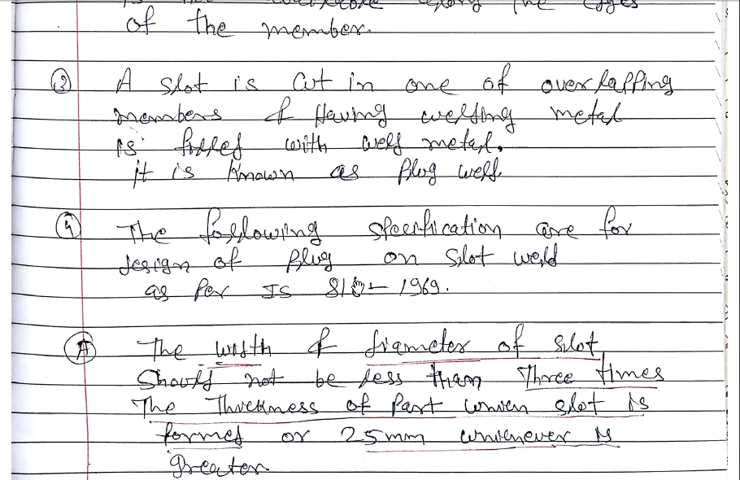 of the member.
③ A slot is cut in one of overlapping
members & Having welding metal
is filled with weld metal.
it is known as plug weld.
④ The following specification are for
design of plug on slot weld
as per IS 816 - 1969.
Ⓐ The width & diameter of slot
should not be less than Three times
The Thickness of Part which slot is
formed or 25mm whichever is
greater